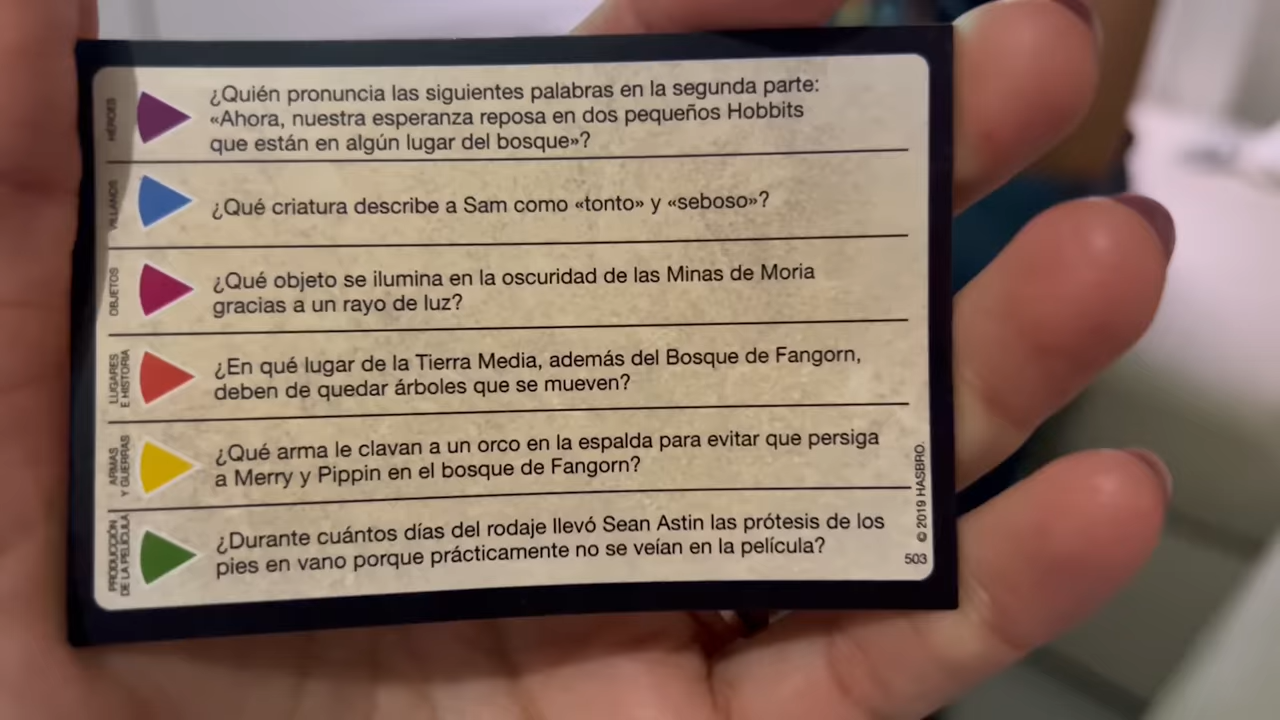 HÉROES
¿Quién pronuncia las siguientes palabras en la segunda parte:
«Ahora, nuestra esperanza reposa en dos pequeños Hobbits
que están en algún lugar del bosque»?
VILLANOS
¿Qué criatura describe a Sam como «tonto» y «seboso»?
OBJETOS
¿Qué objeto se ilumina en la oscuridad de las Minas de Moria
gracias a un rayo de luz?
LUGARES
E HISTORIA
¿En qué lugar de la Tierra Media, además del Bosque de Fangorn,
deben de quedar árboles que se mueven?
ARMAS
Y GUERRAS
¿Qué arma le clavan a un orco en la espalda para evitar que persiga
a Merry y Pippin en el bosque de Fangorn?
PRODUCCIÓN
DE LA PELÍCULA
¿Durante cuántos días del rodaje llevó Sean Astin las prótesis de los
pies en vano porque prácticamente no se veían en la película?
© 2019 HASBRO.
503